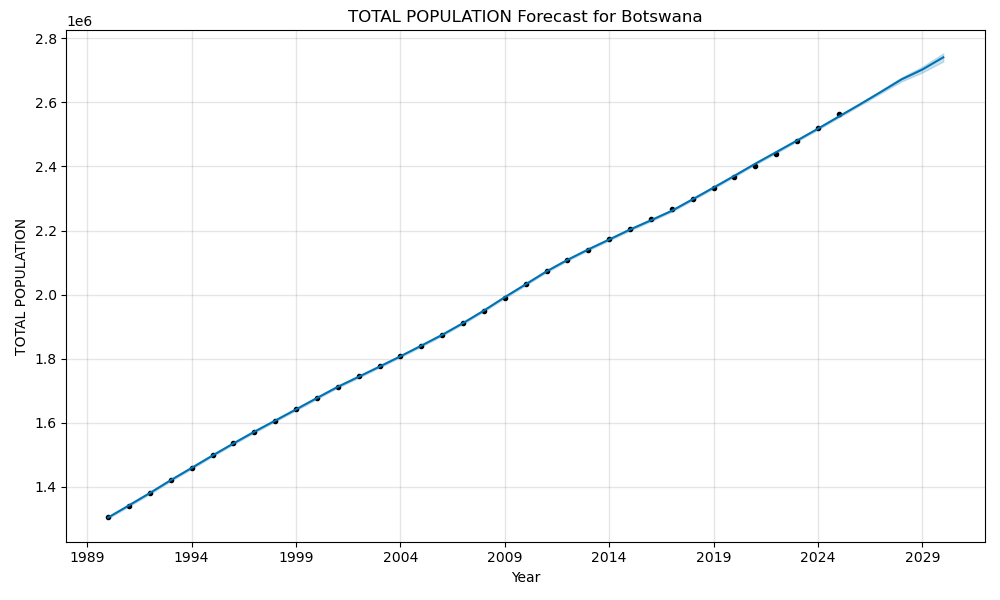 TOTAL POPULATION Forecast for Botswana
1e6
2.8
2.6
2.4
2.2
2.0
1.8
1.6
1.4
TOTAL POPULATION
1989 1994 1999 2004 2009 2014 2019 2024 2029
Year